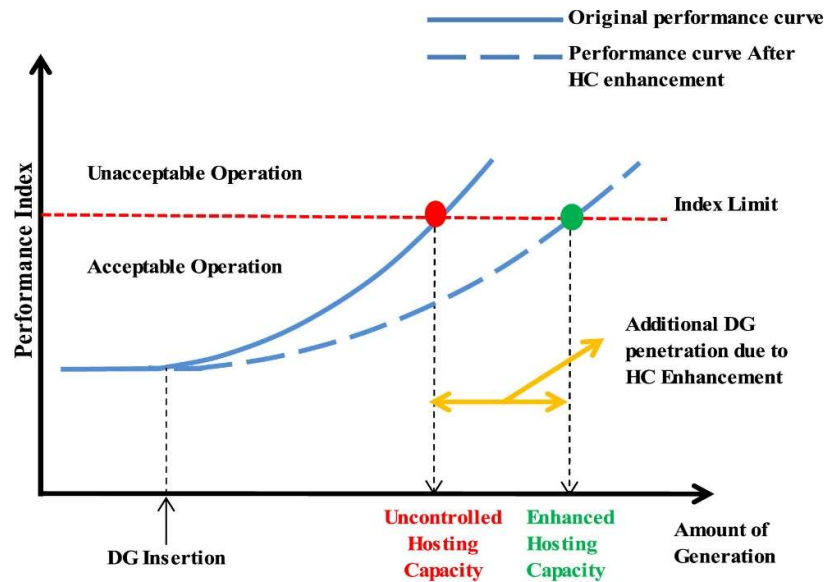 Original performance curve
Performance curve After
HC enhancement
Performance Index
Unacceptable Operation
Index Limit
Acceptable Operation
Additional DG
penetration due to
HC Enhancement
DG Insertion
Uncontrolled
Hosting
Capacity
Enhanced
Hosting
Capacity
Amount of
Generation